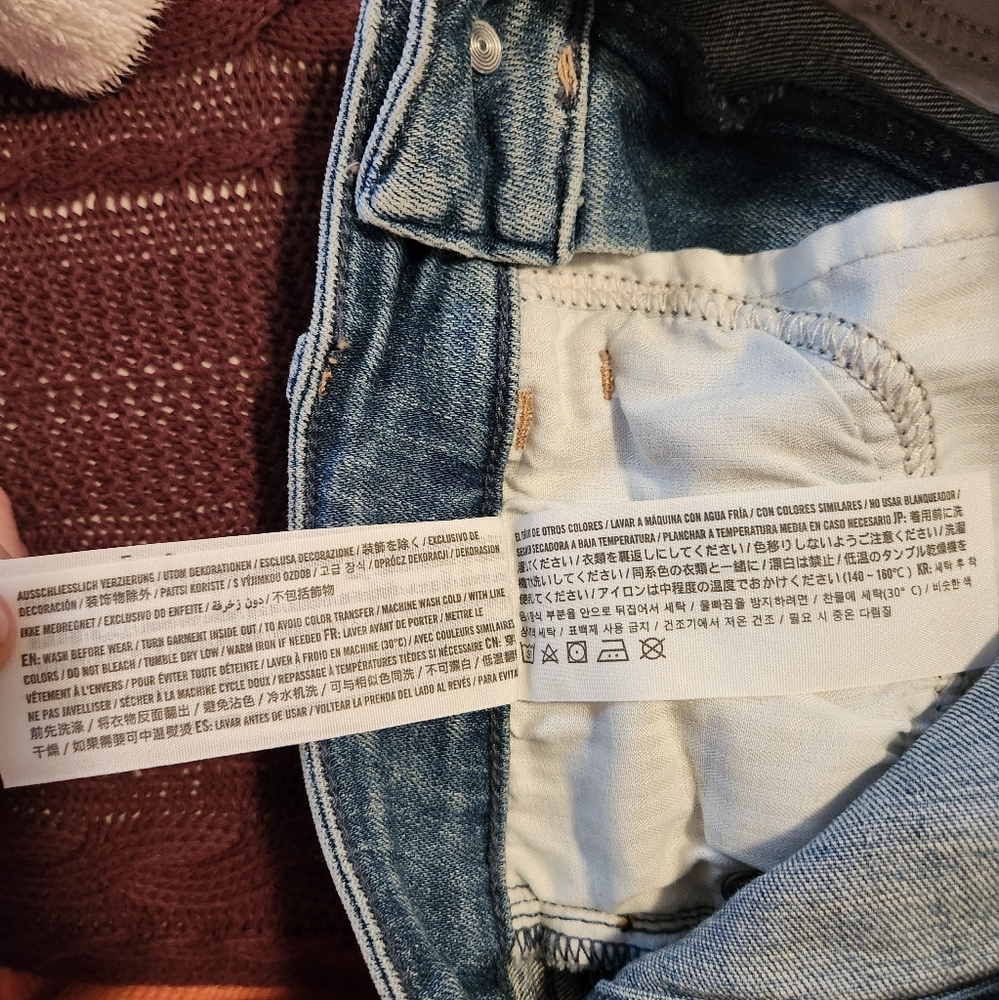 AUSSCHLIESSLICH VERZIERUNG / UTOM DEKORATIONEN / ESCLUSA DECORAZIONE / 装飾を除く / EXCLUSIVO DE
DECORACIÓN / 装饰物除外 / PAITSI KORISTE / S VÝJIMKOU OZDOB / 고급 장식 / OPRÓCZ DEKORACJI / DEKORASJON
IKKE MEDREGNET / EXCLUSIVO DO ENFEITE / دون زخرفة / 不包括飾物
EN: WASH BEFORE WEAR / TURN GARMENT INSIDE OUT / TO AVOID COLOR TRANSFER / MACHINE WASH COLD / WITH LIKE
COLORS / DO NOT BLEACH / TUMBLE DRY LOW / WARM IRON IF NEEDED FR: LAVER AVANT DE PORTER / METTRE LE
VÊTEMENT À L'ENVERS / POUR ÉVITER TOUTE DÉTEINTE / LAVER À FROID EN MACHINE (30°C) / AVEC COULEURS SIMILAIRES
NE PAS JAVELLISER / SÉCHER À LA MACHINE CYCLE DOUX / REPASSAGE À TEMPÉRATURES TIÈDES SI NÉCESSAIRE CN: 穿
前先洗涤 / 将衣物反面翻出 / 避免沾色 / 冷水机洗 / 可与相似色同洗 / 不可漂白 / 低温翻
干燥 / 如果需要可中温熨烫 ES: LAVAR ANTES DE USAR / VOLTEAR LA PRENDA DEL LADO AL REVÉS / PARA EVITA
DE OTROS COLORES / LAVAR A MÁQUINA CON AGUA FRÍA / CON COLORES SIMILARES / NO USAR BLANQUEADOR /
SECADORA A BAJA TEMPERATURA / PLANCHAR A TEMPERATURA MEDIA EN CASO NECESARIO JP: 着用前に洗
ください / 衣類を裏返しにしてください / 色移りしないようご注意ください / 洗濯
洗いしてください / 同系色の衣類と一緒に / 漂白は禁止 / 低温のタンブル乾燥機を
ください / アイロンは中程度の温度でおかけください (140 ~ 160℃) KR: 세탁 후 착
장식 부분을 안으로 뒤집어서 세탁 / 물빠짐을 방지하려면 / 찬물에 세탁(30° C) / 비슷한 색
세탁 / 표백제 사용 금지 / 건조기에서 저온 건조 / 필요 시 중온 다림질